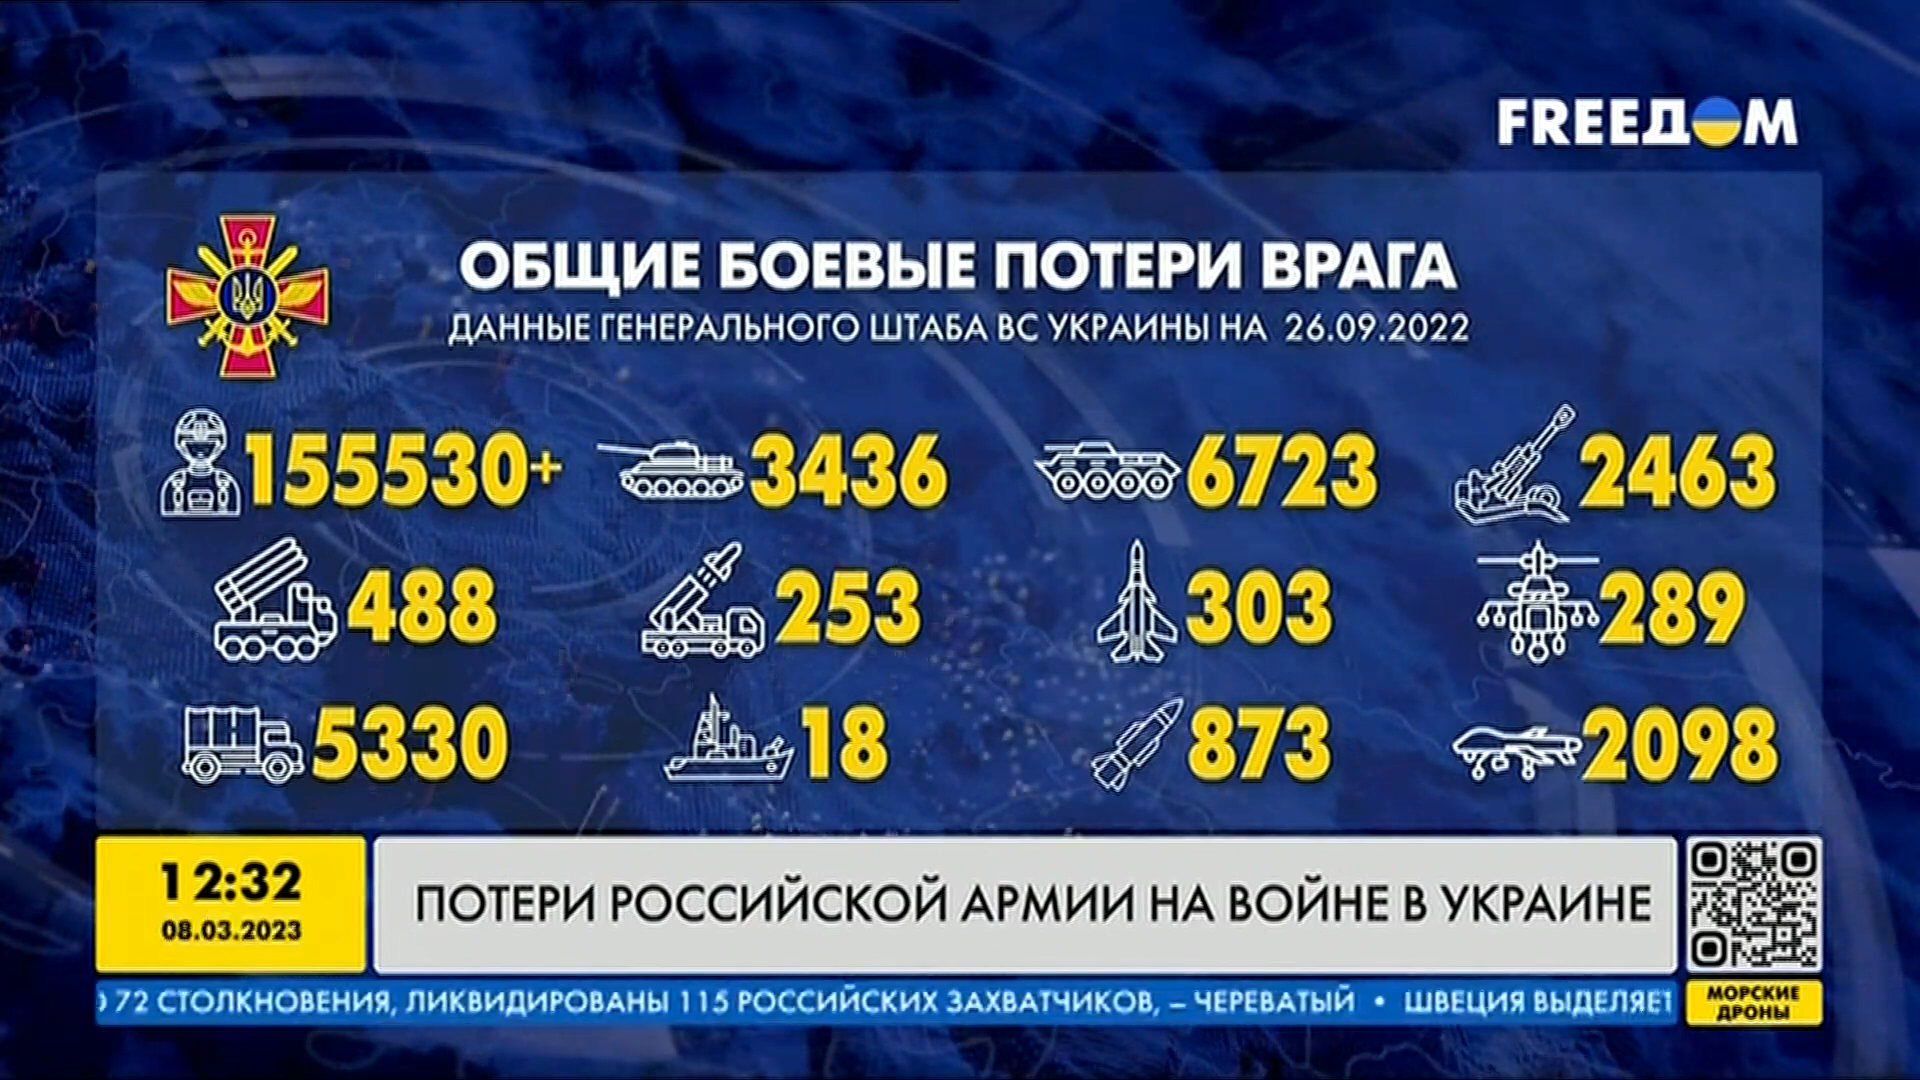 FREEДOM
ОБЩИЕ БОЕВЫЕ ПОТЕРИ ВРАГА
ДАННЫЕ ГЕНЕРАЛЬНОГО ШТАБА ВС УКРАИНЫ НА 26.09.2022
155530+ 3436 6723 2463
488 253 303 289
5330 18 873 2098
12:32
08.03.2023
ПОТЕРИ РОССИЙСКОЙ АРМИИ НА ВОЙНЕ В УКРАИНЕ
72 СТОЛКНОВЕНИЯ, ЛИКВИДИРОВАНЫ 115 РОССИЙСКИХ ЗАХВАТЧИКОВ, – ЧЕРЕВАТЫЙ • ШВЕЦИЯ ВЫДЕЛЯЕТ
МОРСКИЕ
ДРОНЫ